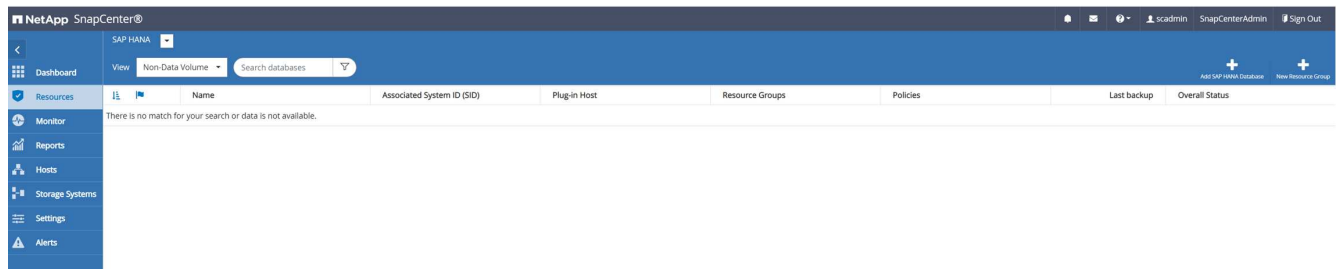 NetApp SnapCenter®
scadmin SnapCenterAdmin Sign Out
SAP HANA
View Non-Data Volume Search databases
Add SAP HANA Database New Resource Group
Dashboard
Resources
Monitor
Reports
Hosts
Storage Systems
Settings
Alerts
Name Associated System ID (SID) Plug-in Host Resource Groups Policies Last backup Overall Status
There is no match for your search or data is not available.